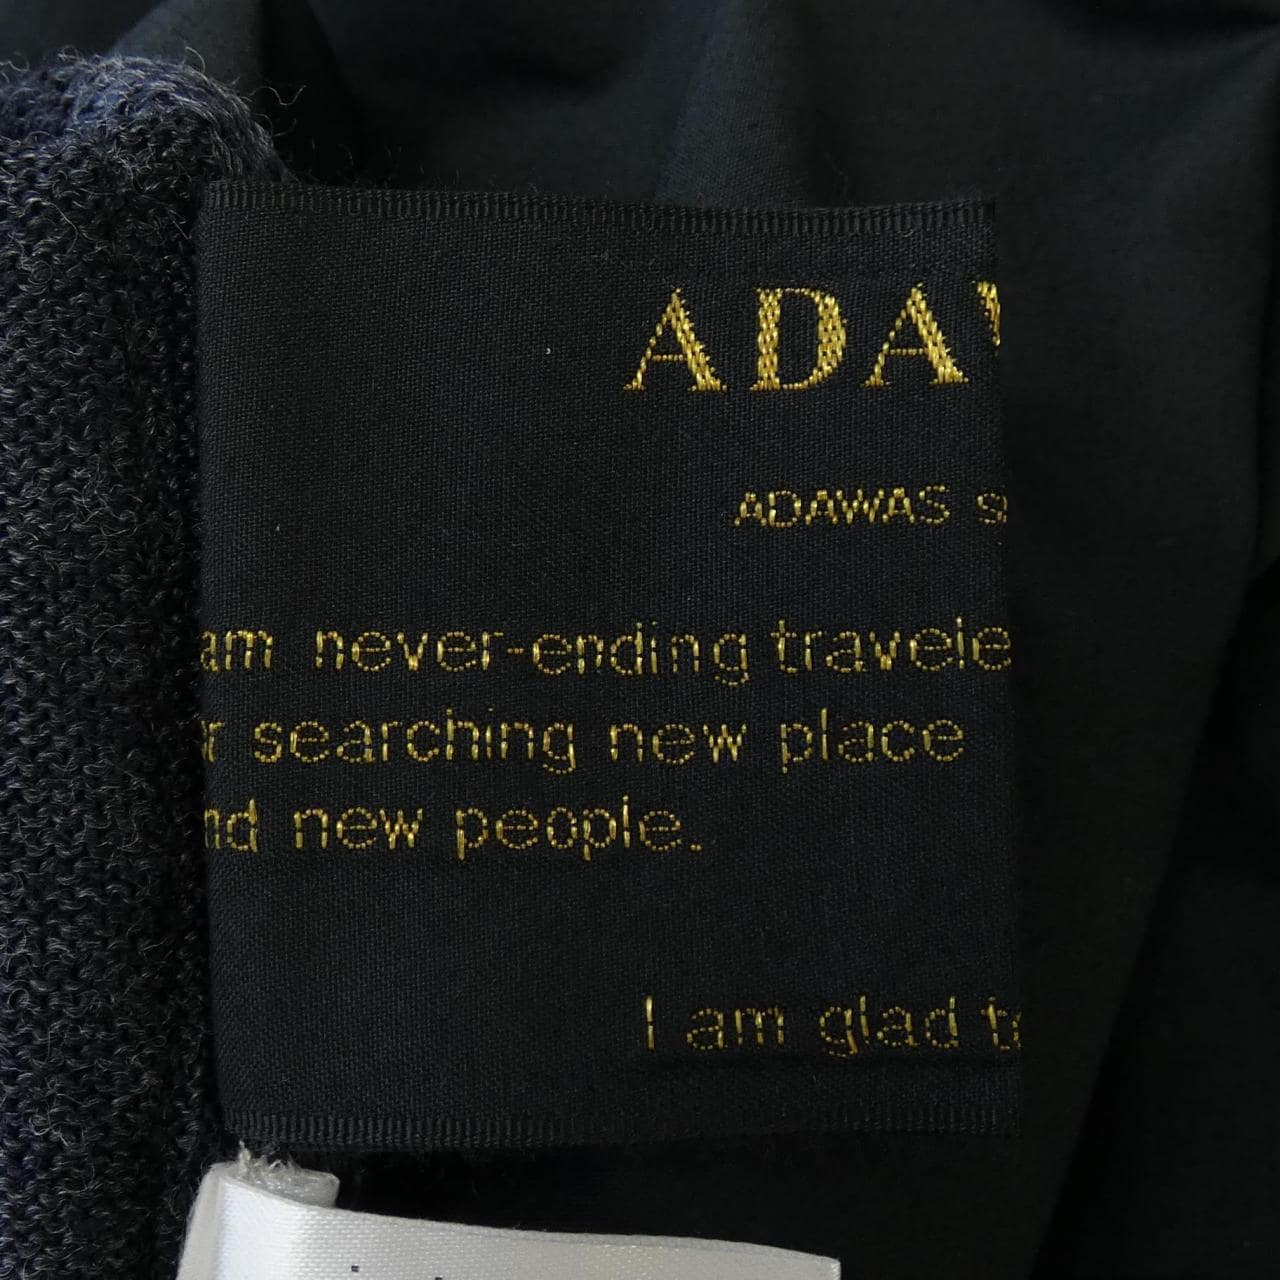 ADA
ADAWAS s
am never-ending travele
r searching new place
nd new people.
I am glad t